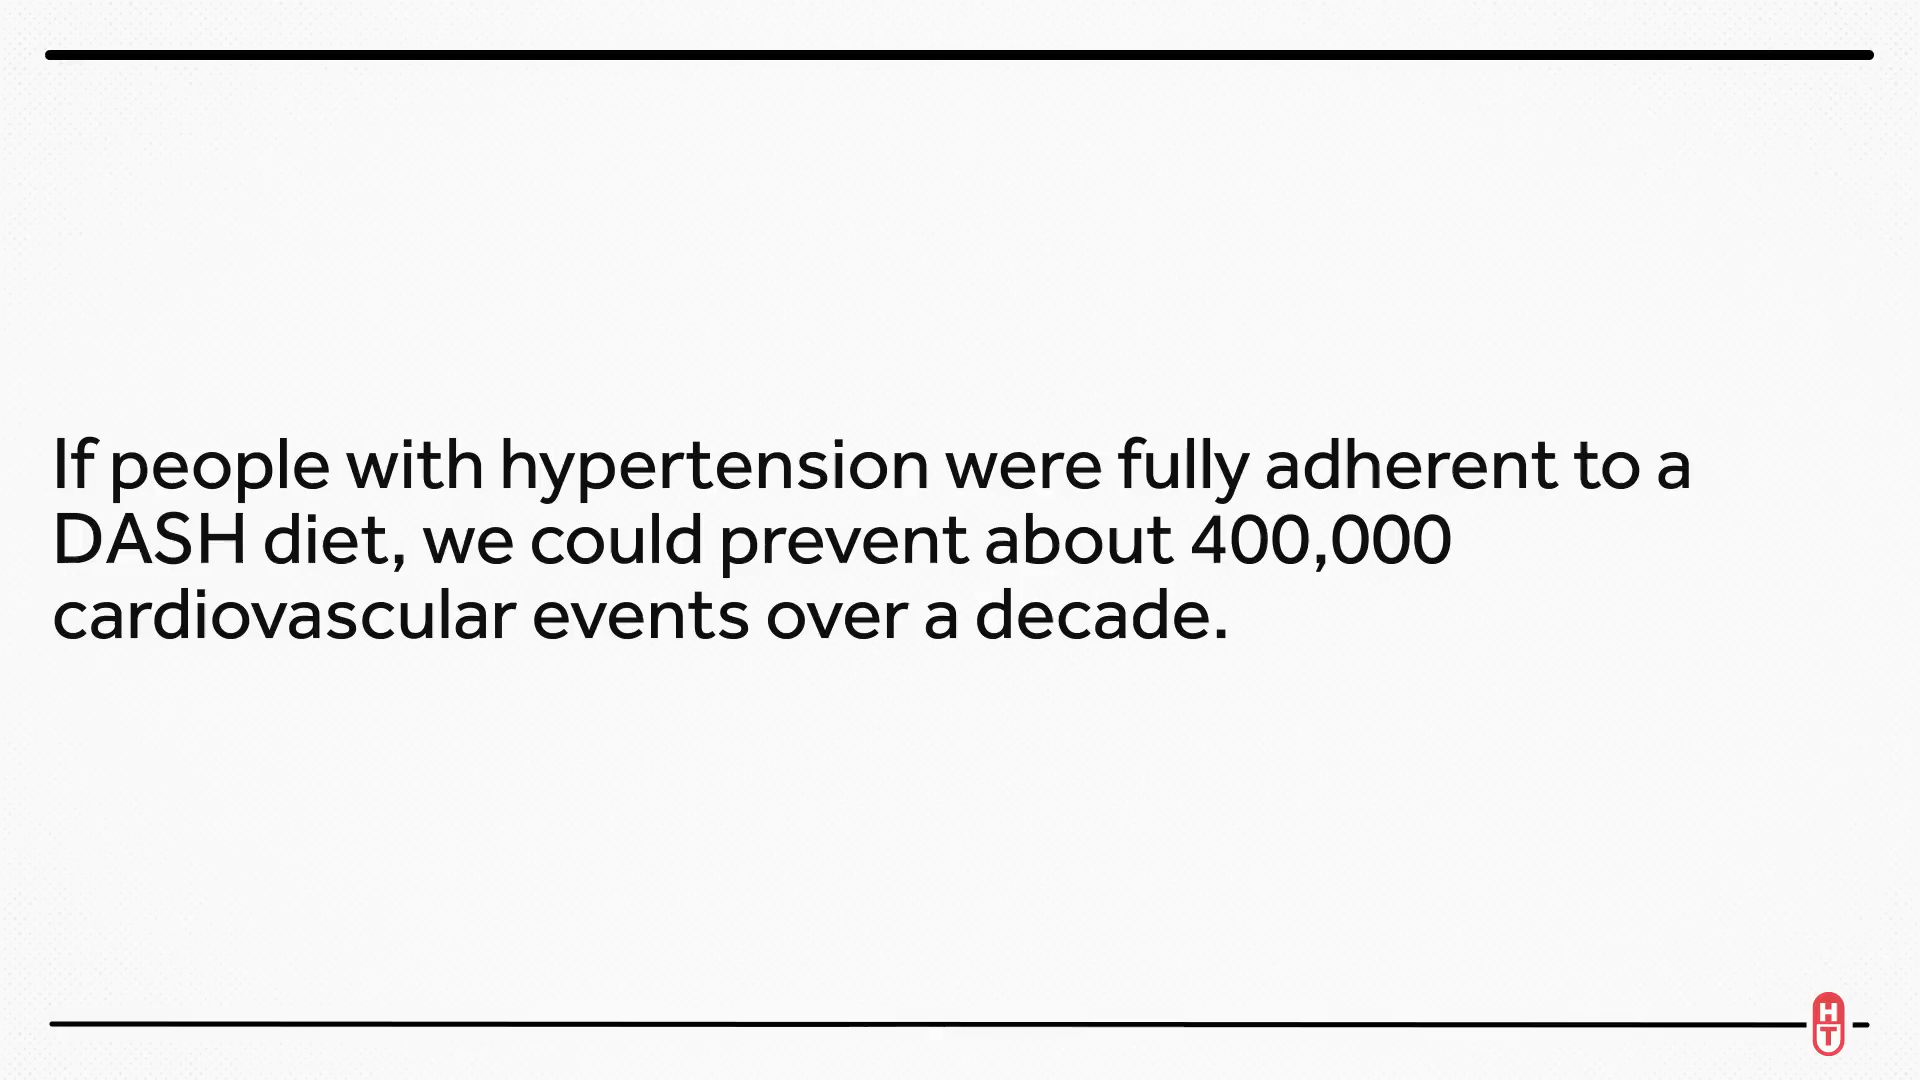 If people with hypertension were fully adherent to a
DASH diet, we could prevent about 400,000
cardiovascular events over a decade.
H
T